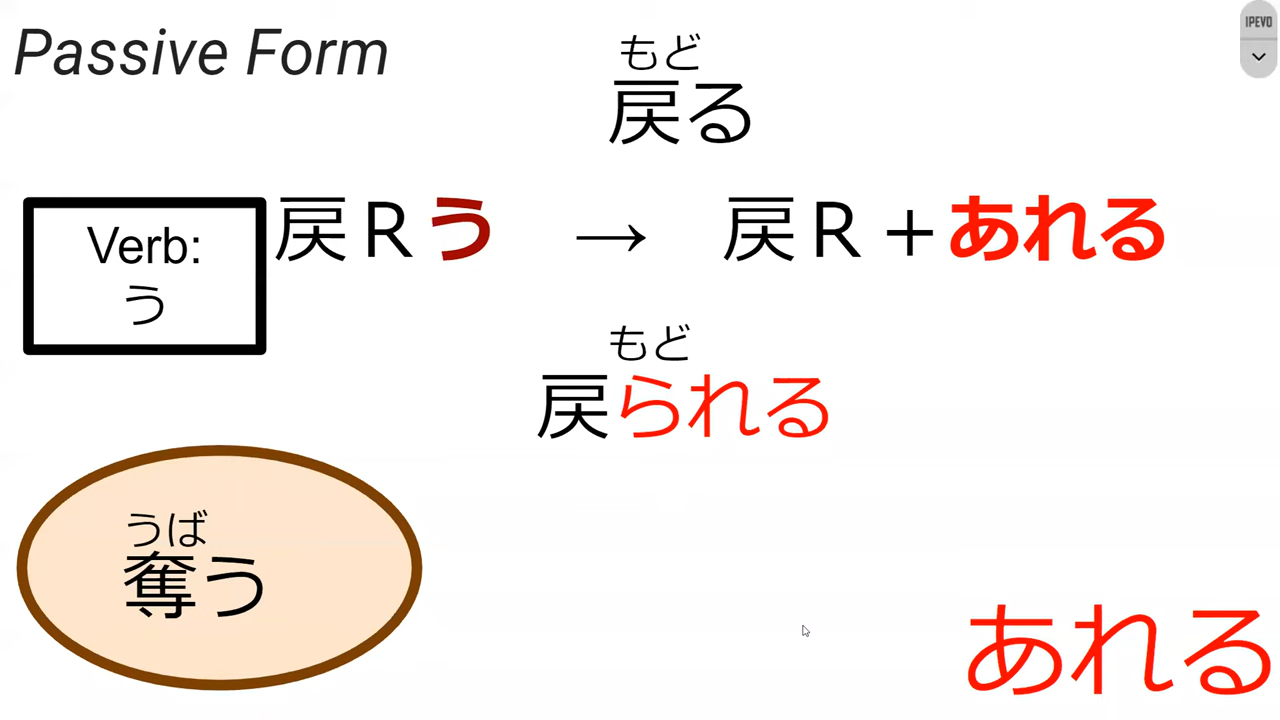 Passive Form
IPEVO
もど
戻る
Verb:
う
戻Rう → 戻R+あれる
もど
戻られる
うば
奪う
あれる